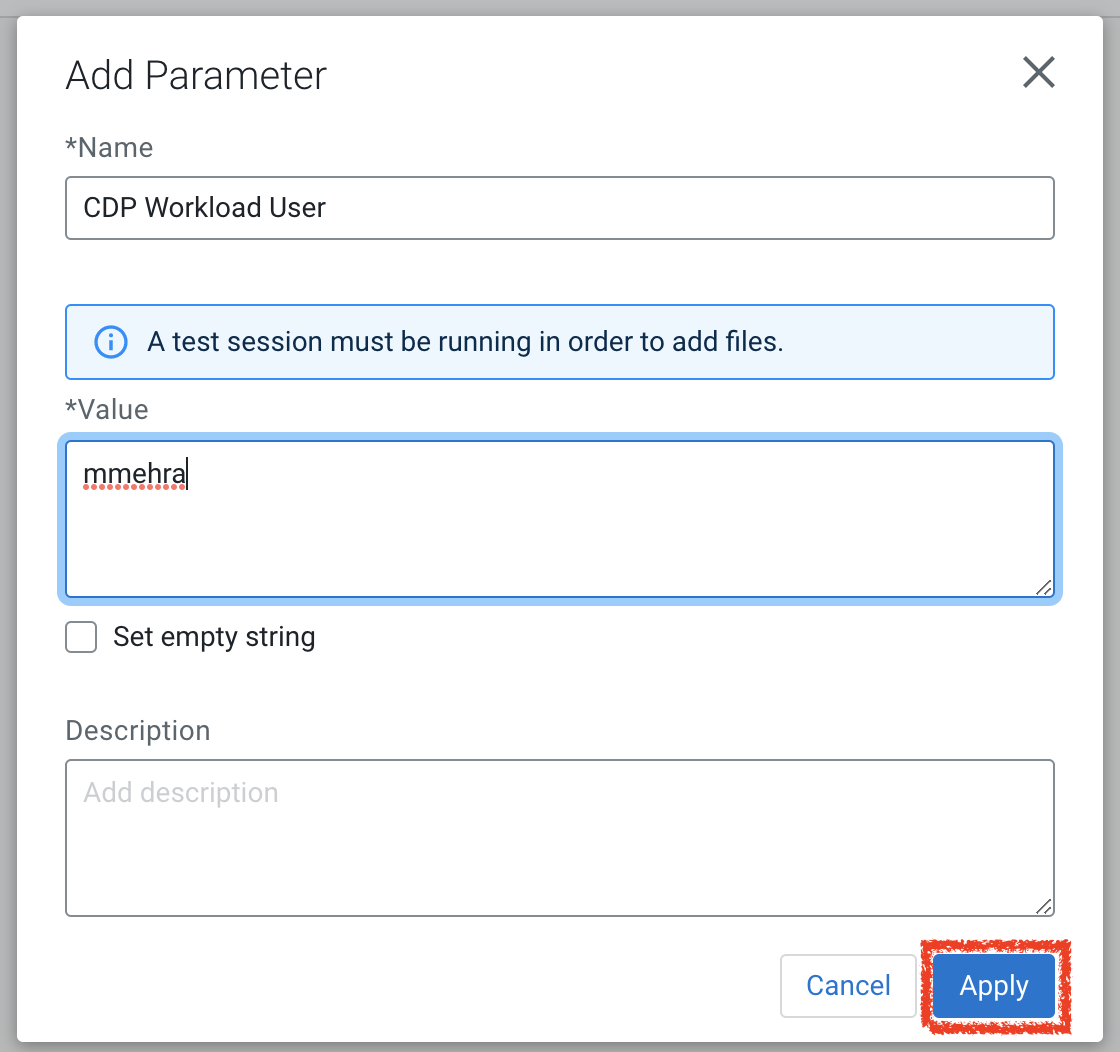 Add Parameter
*Name
CDP Workload User
A test session must be running in order to add files.
*Value
mmehra
Set empty string
Description
Add description
Cancel
Apply